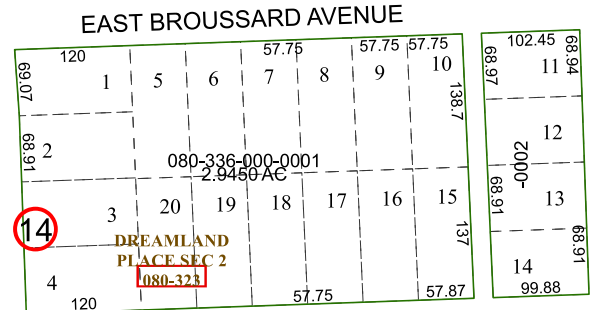 EAST BROUSSARD AVENUE
120 57.75 57.75 57.75 102.45
69.07 1 5 6 7 8 9 10 138.7 68.97 11 68.94
68.91 2 12
080-336-000-0001 -0002
2.9450 AC
14 3 20 19 18 17 16 15 137 68.91 13 68.91
DREAMLAND
PLACE SEC 2
080-323
4 14
120 57.75 57.87 99.88